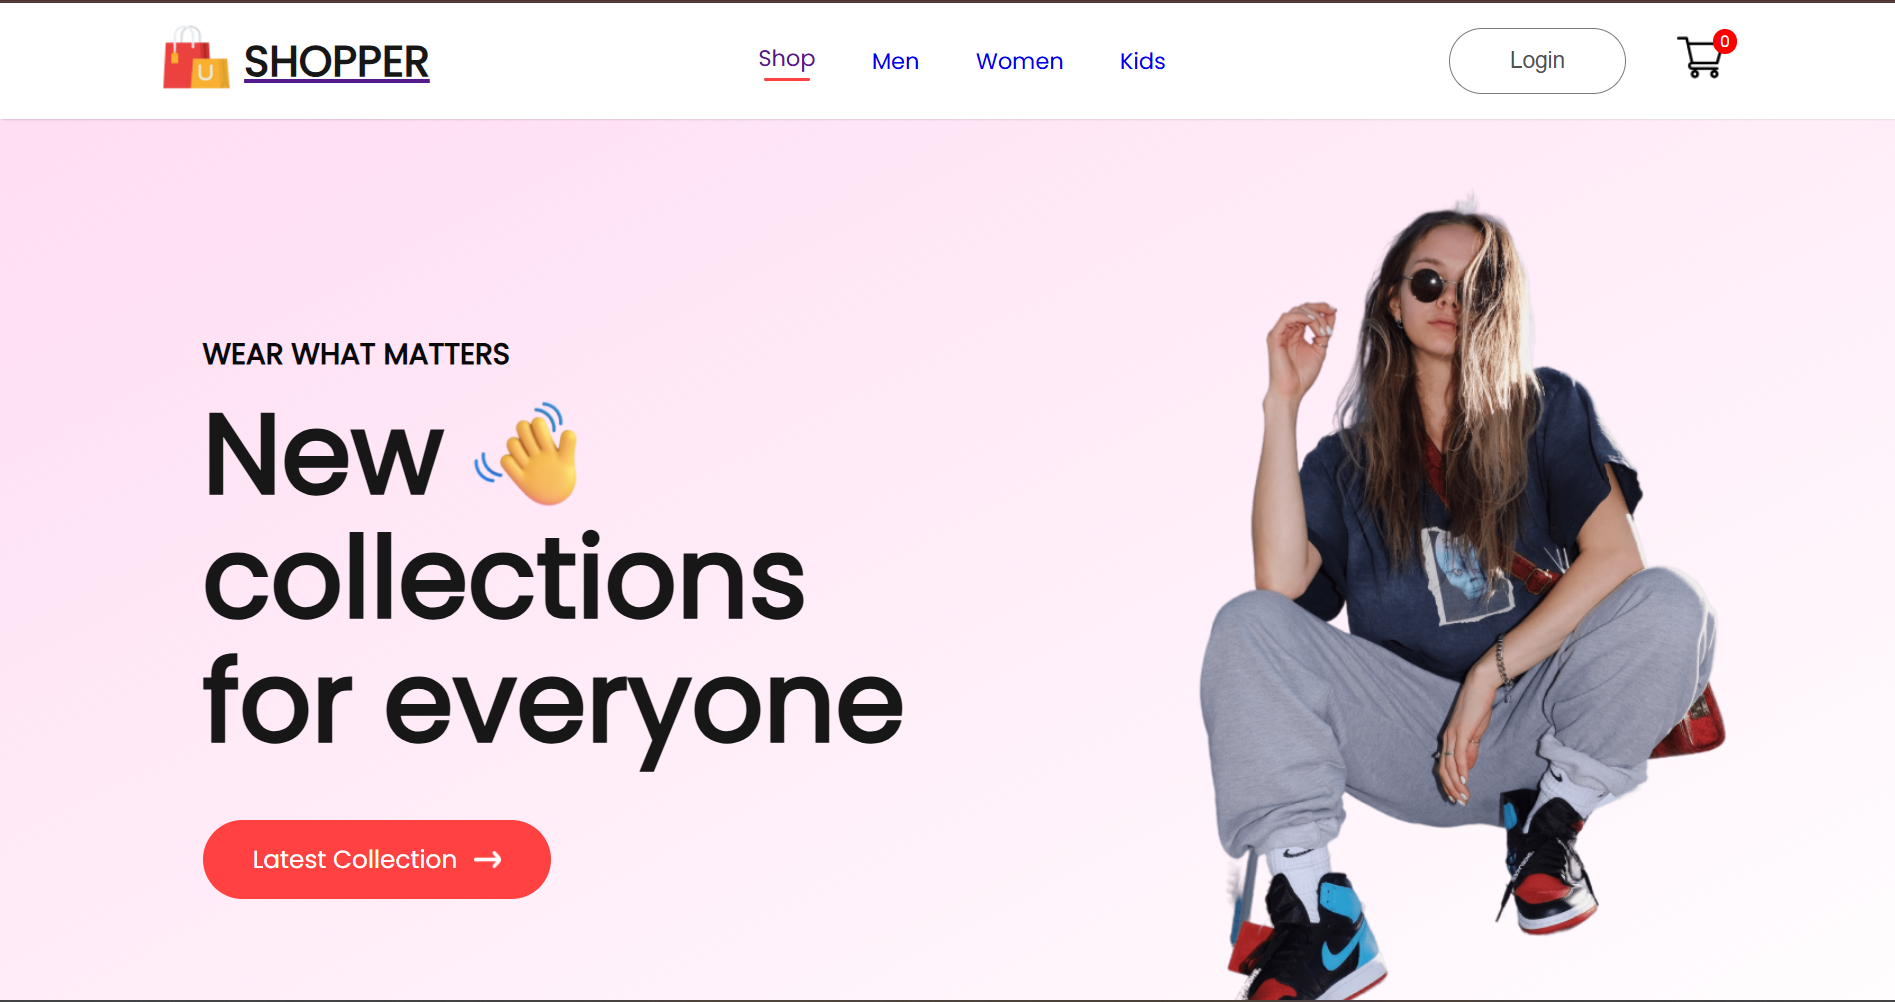 SHOPPER
Shop
Men
Women
Kids
Login
0
WEAR WHAT MATTERS
New
collections
for everyone
Latest Collection